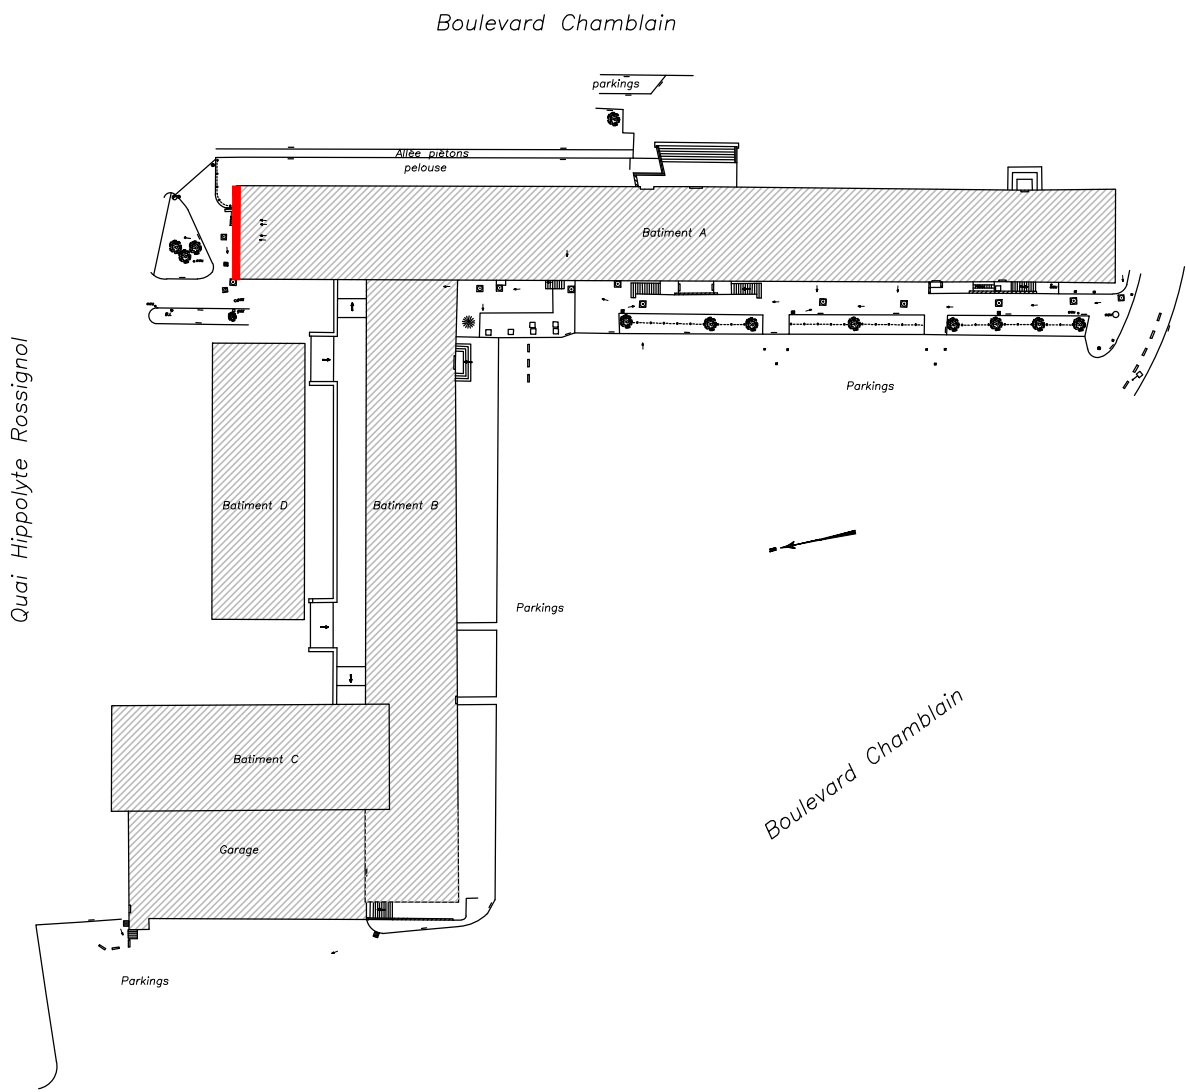 Boulevard Chamblain
parkings
Allée piétons
pelouse
Batiment A
Quai Hippolyte Rossignol
Parkings
Batiment D
Batiment B
Parkings
Boulevard Chamblain
Batiment C
Garage
Parkings